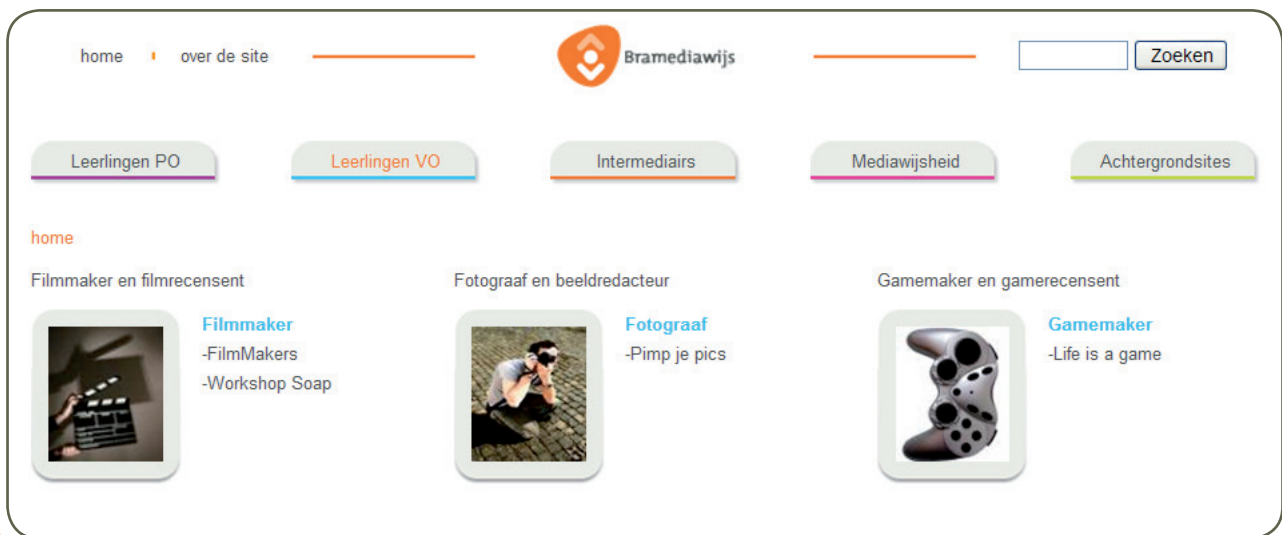 home over de site Bramediawijs Zoeken
Leerlingen PO Leerlingen VO Intermediairs Mediawijsheid Achtergrondsites
home
Filmmaker en filmrecensent
Filmmaker
-FilmMakers
-Workshop Soap
Fotograaf en beeldredacteur
Fotograaf
-Pimp je pics
Gamemaker en gamerecensent
Gamemaker
-Life is a game